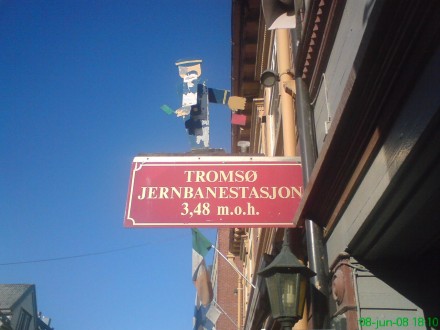 TROMSØ
JERNBANESTASJON
3,48 m.o.h.
08-jun-08 18:10